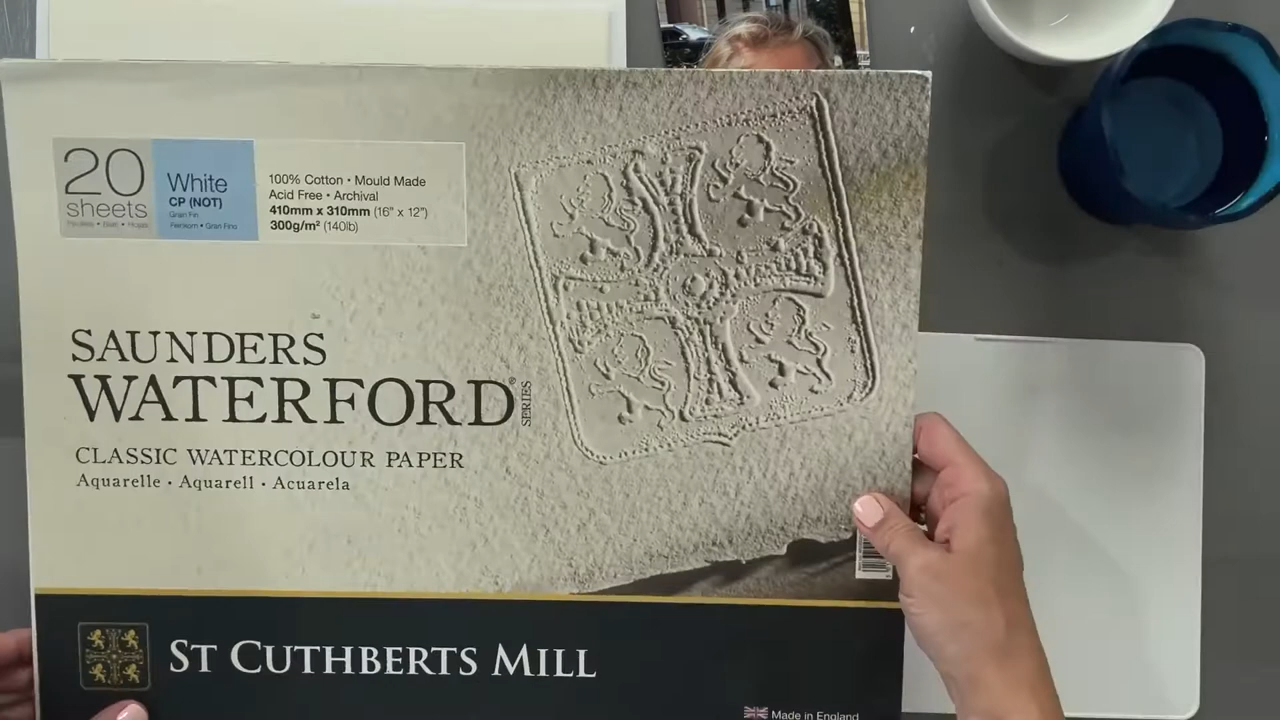 20
sheets
White
CP (NOT)
Grain Fin
Feinkorn • Grano Fino
100% Cotton • Mould Made
Acid Free • Archival
410mm x 310mm (16" x 12")
300g/m² (140lb)
SAUNDERS
WATERFORD®
SERIES
CLASSIC WATERCOLOUR PAPER
Aquarelle • Aquarell • Acuarela
ST CUTHBERTS MILL
Made in England